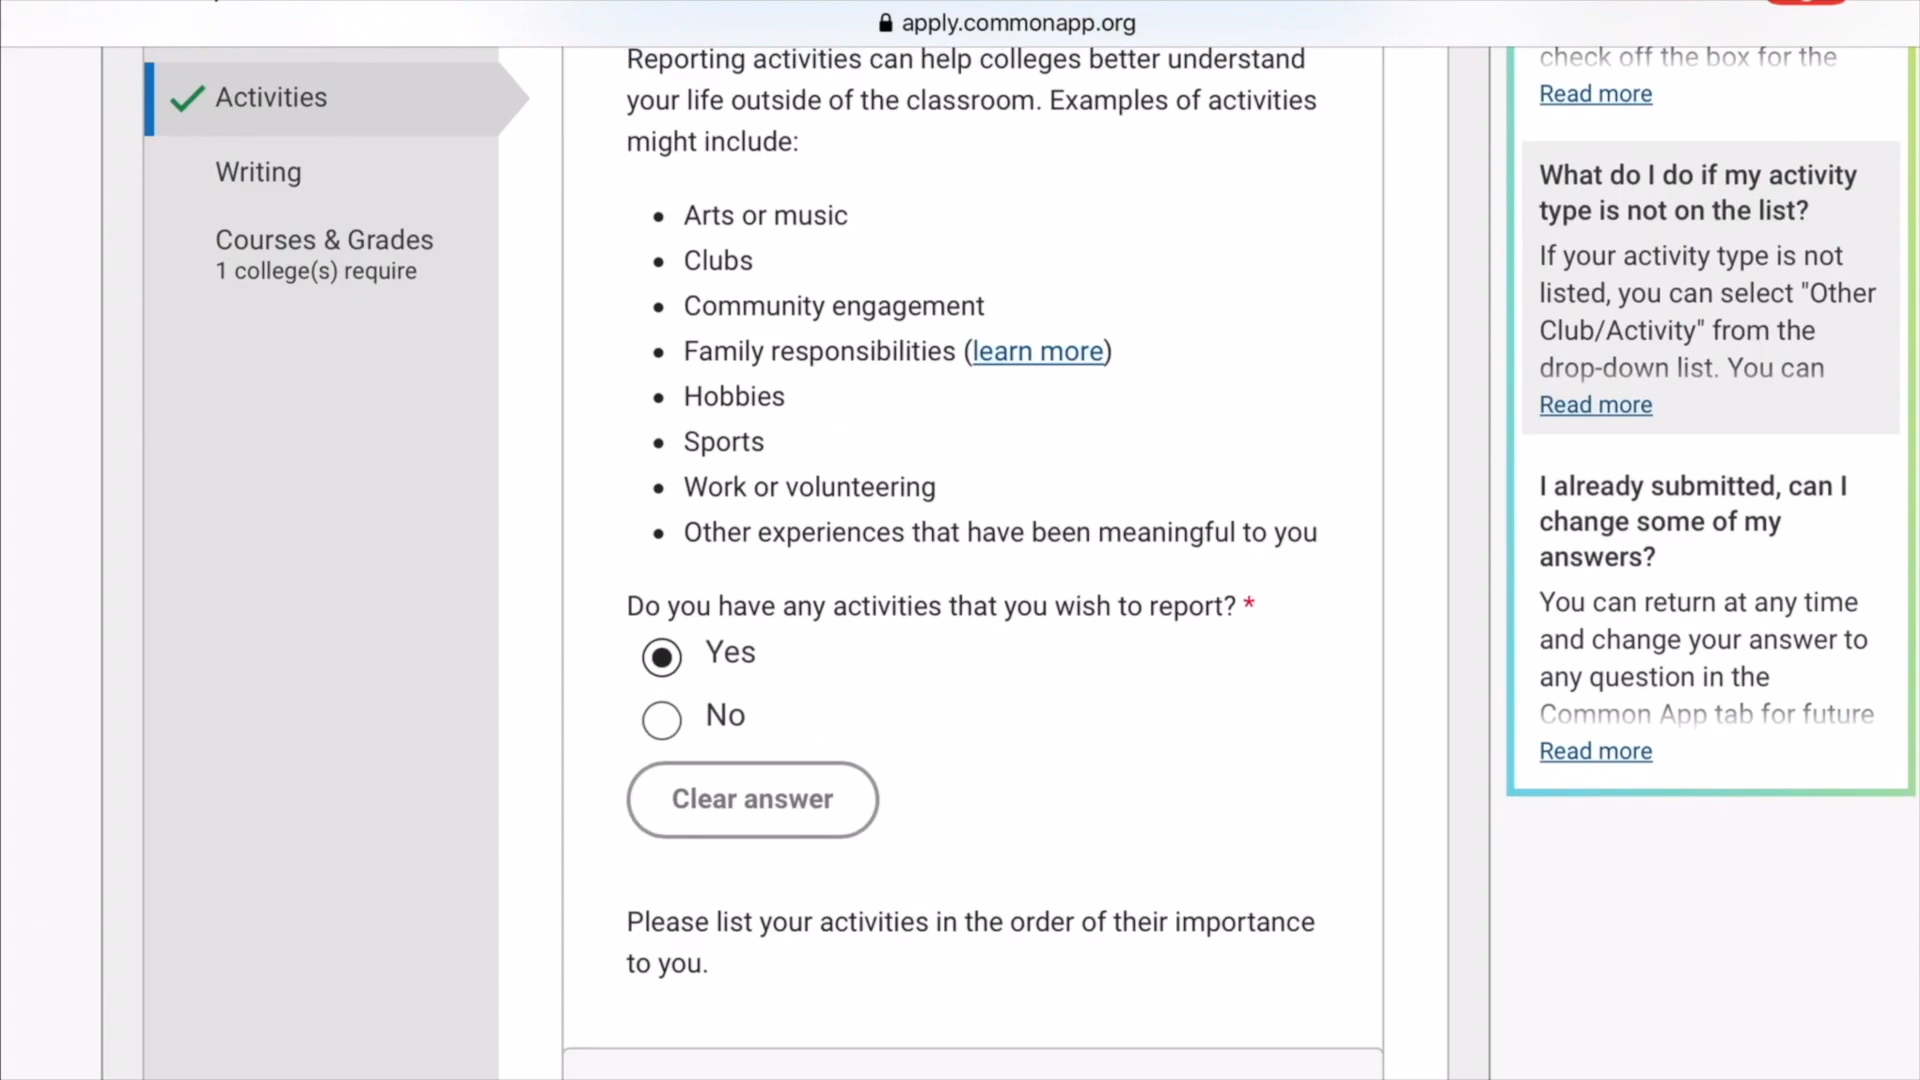 apply.commonapp.org
Activities
Writing
Courses & Grades
1 college(s) require
Reporting activities can help colleges better understand
your life outside of the classroom. Examples of activities
might include:
• Arts or music
• Clubs
• Community engagement
• Family responsibilities (learn more)
• Hobbies
• Sports
• Work or volunteering
• Other experiences that have been meaningful to you
Do you have any activities that you wish to report? *
Yes
No
Clear answer
Please list your activities in the order of their importance
to you.
check off the box for the
Read more
What do I do if my activity
type is not on the list?
If your activity type is not
listed, you can select "Other
Club/Activity" from the
drop-down list. You can
Read more
I already submitted, can I
change some of my
answers?
You can return at any time
and change your answer to
any question in the
Common App tab for future
Read more